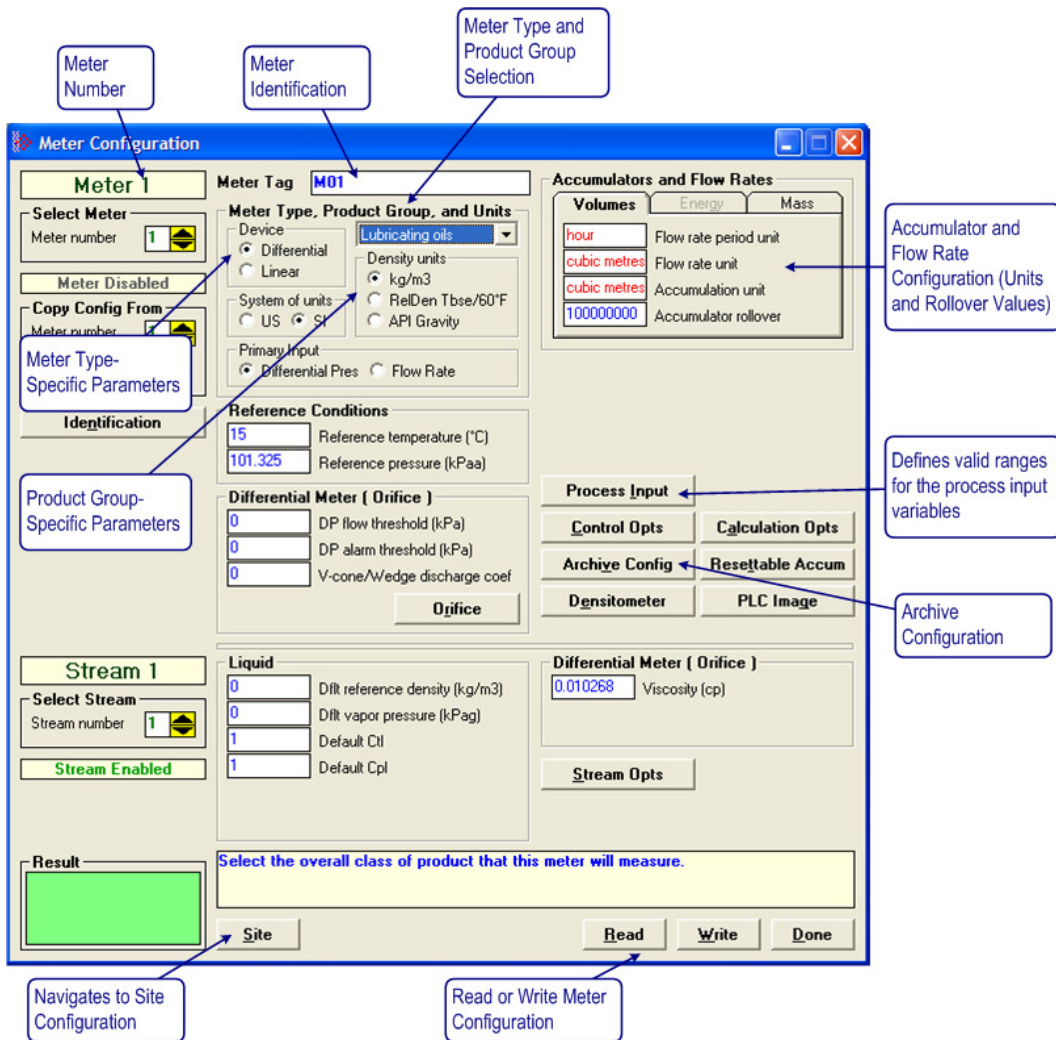 Meter
Number
Meter
Identification
Meter Type and
Product Group
Selection
Meter Configuration
Meter 1
Select Meter
Meter number 1
Meter Disabled
Copy Config From
Meter number 1
Meter Type-
Specific Parameters
Identification
Product Group-
Specific Parameters
Meter Tag M01
Meter Type, Product Group, and Units
Device
Differential
Linear
Lubricating oils
Density units
kg/m3
RelDen Tbse/60°F
API Gravity
System of units
US SI
Primary Input
Differential Pres Flow Rate
Reference Conditions
15 Reference temperature (°C)
101.325 Reference pressure (kPaa)
Differential Meter ( Orifice )
0 DP flow threshold (kPa)
0 DP alarm threshold (kPa)
0 V-cone/Wedge discharge coef
Orifice
Accumulators and Flow Rates
Volumes Energy Mass
hour Flow rate period unit
cubic metres Flow rate unit
cubic metres Accumulation unit
100000000 Accumulator rollover
Accumulator and
Flow Rate
Configuration (Units
and Rollover Values)
Process Input
Control Opts Calculation Opts
Archive Config Resettable Accum
Densitometer PLC Image
Defines valid ranges
for the process input
variables
Archive
Configuration
Stream 1
Select Stream
Stream number 1
Stream Enabled
Liquid
0 Dflt reference density (kg/m3)
0 Dflt vapor pressure (kPag)
1 Default Ctl
1 Default Cpl
Differential Meter ( Orifice )
0.010268 Viscosity (cp)
Stream Opts
Result
Select the overall class of product that this meter will measure.
Site Read Write Done
Navigates to Site
Configuration
Read or Write Meter
Configuration